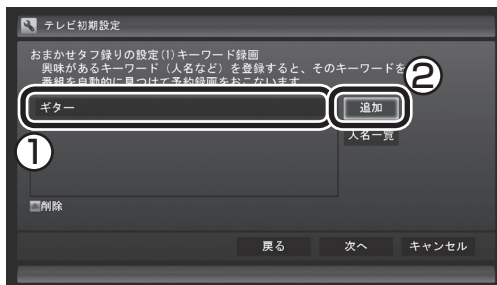 テレビ初期設定
おまかせタフ録りの設定(1)キーワード録画
興味があるキーワード（人名など）を登録すると、そのキーワードを
番組を自動的に見つけて予約録画をおこないます
②
ギター
追加
①
人名一覧
削除
戻る 次へ キャンセル